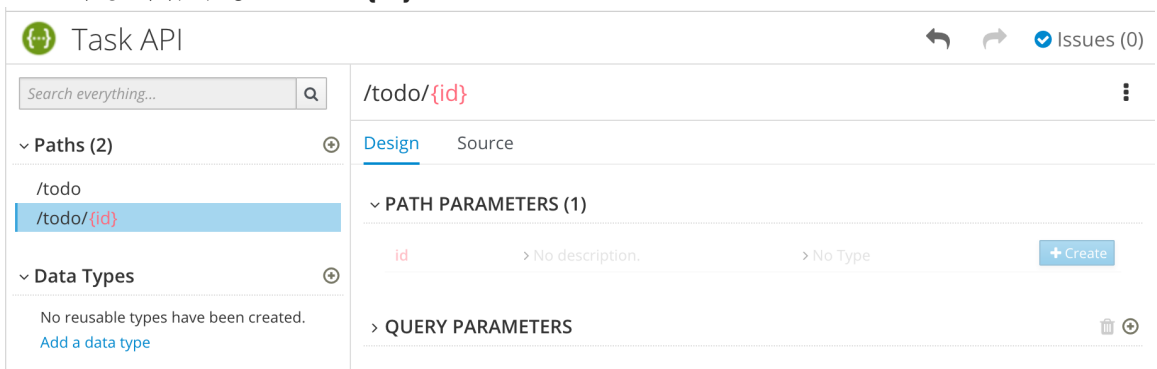 Task API
Issues (0)
Search everything...
/todo/{id}
Paths (2)
Design Source
/todo
/todo/{id}
PATH PARAMETERS (1)
id No description. No Type + Create
Data Types
No reusable types have been created.
Add a data type
QUERY PARAMETERS